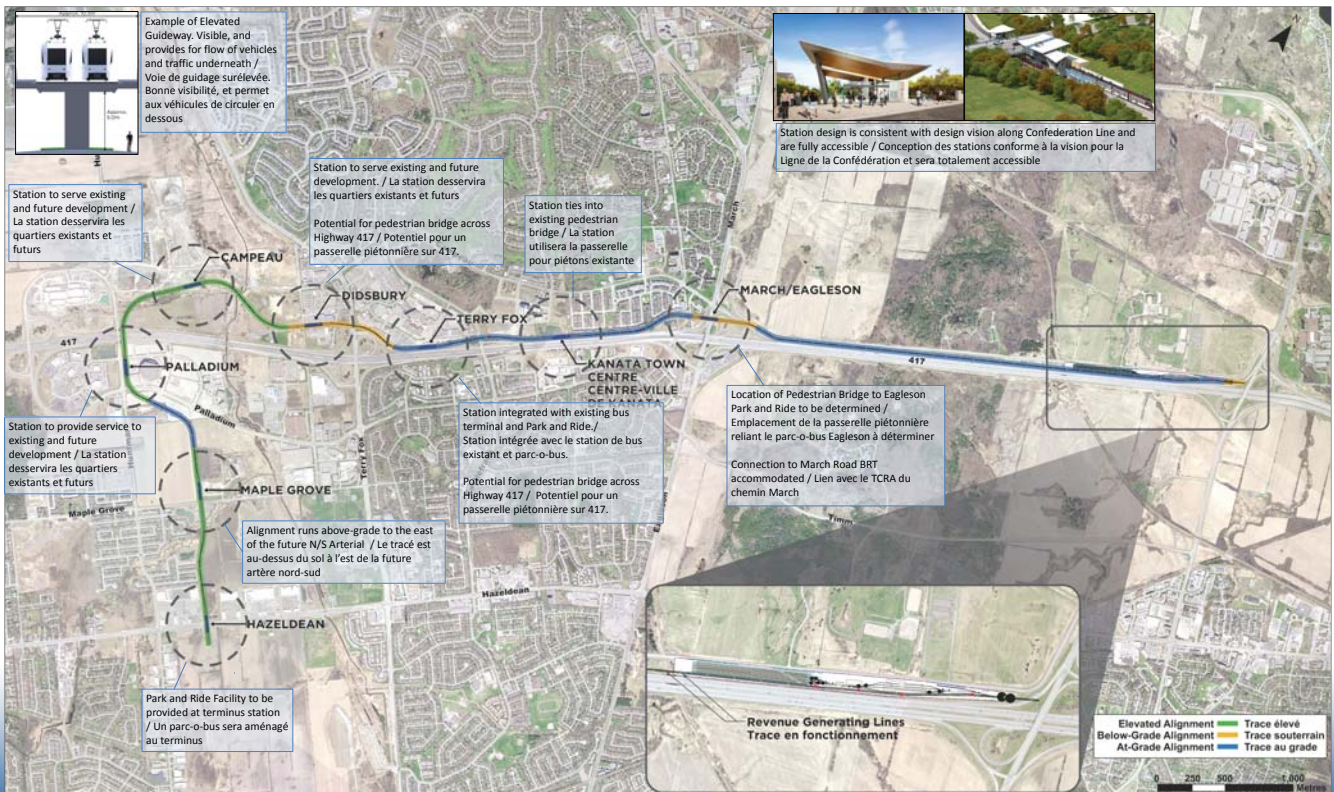 Example of Elevated
Guideway. Visible, and
provides for flow of vehicles
and traffic underneath /
Voie de guidage surélevée.
Bonne visibilité, et permet
aux véhicules de circuler en
dessous
Station design is consistent with design vision along Confederation Line and
are fully accessible / Conception des stations conforme à la vision pour la
Ligne de la Confédération et sera totalement accessible
Station to serve existing
and future development /
La station desservira les
quartiers existants et
futurs
Station to serve existing and future
development. / La station desservira
les quartiers existants et futurs
Potential for pedestrian bridge across
Highway 417 / Potentiel pour un
passerelle piétonnière sur 417.
Station ties into
existing pedestrian
bridge / La station
utilisera la passerelle
pour piétons existante
March
CAMPEAU
DIDSBURY
TERRY FOX
MARCH/EAGLESON
417
PALLADIUM
KANATA TOWN
CENTRE
CENTRE-VILLE
DE KANATA
417
Palladium
Terry Fox
Station to provide service to
existing and future
development / La station
desservira les quartiers
existants et futurs
Station integrated with existing bus
terminal and Park and Ride./
Station intégrée avec le station de bus
existant et parc-o-bus.
Potential for pedestrian bridge across
Highway 417 / Potentiel pour un
passerelle piétonnière sur 417.
Location of Pedestrian Bridge to Eagleson
Park and Ride to be determined /
Emplacement de la passerelle piétonnière
reliant le parc-o-bus Eagleson à déterminer
Connection to March Road BRT
accommodated / Lien avec le TCRA du
chemin March
MAPLE GROVE
Maple Grove
Alignment runs above-grade to the east
of the future N/S Arterial / Le tracé est
au-dessus du sol à l'est de la future
artère nord-sud
Hazeldean
HAZELDEAN
Park and Ride Facility to be
provided at terminus station
/ Un parc-o-bus sera aménagé
au terminus
Revenue Generating Lines
Trace en fonctionnement
Elevated Alignment Trace élevé
Below-Grade Alignment Trace souterrain
At-Grade Alignment Trace au grade
0 250 500 1,000
Metres